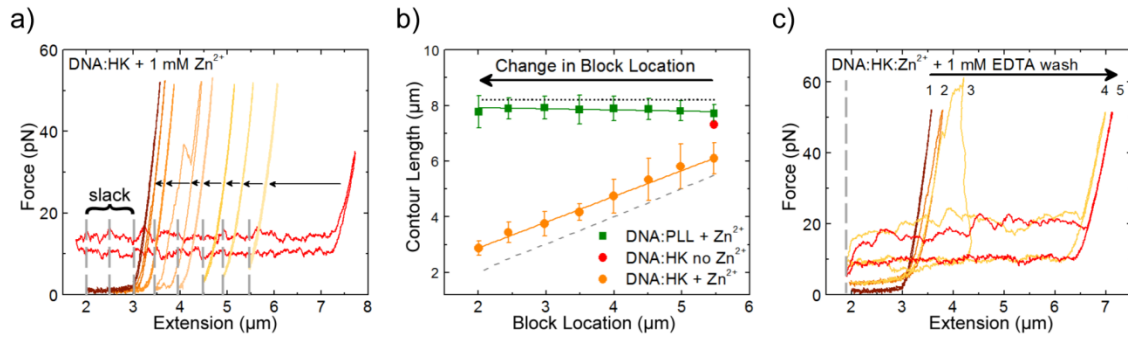 a)
DNA:HK + 1 mM Zn²⁺
slack
Force (pN)
60
40
20
0
2 3 4 5 6 7 8
Extension (µm)
b)
Change in Block Location
DNA:PLL + Zn²⁺
DNA:HK no Zn²⁺
DNA:HK + Zn²⁺
Contour Length (µm)
10
8
6
4
2
2 3 4 5 6
Block Location (µm)
c)
DNA:HK:Zn²⁺ + 1 mM EDTA wash
1 2 3 4 5
Force (pN)
60
50
40
30
20
10
0
2 3 4 5 6 7
Extension (µm)